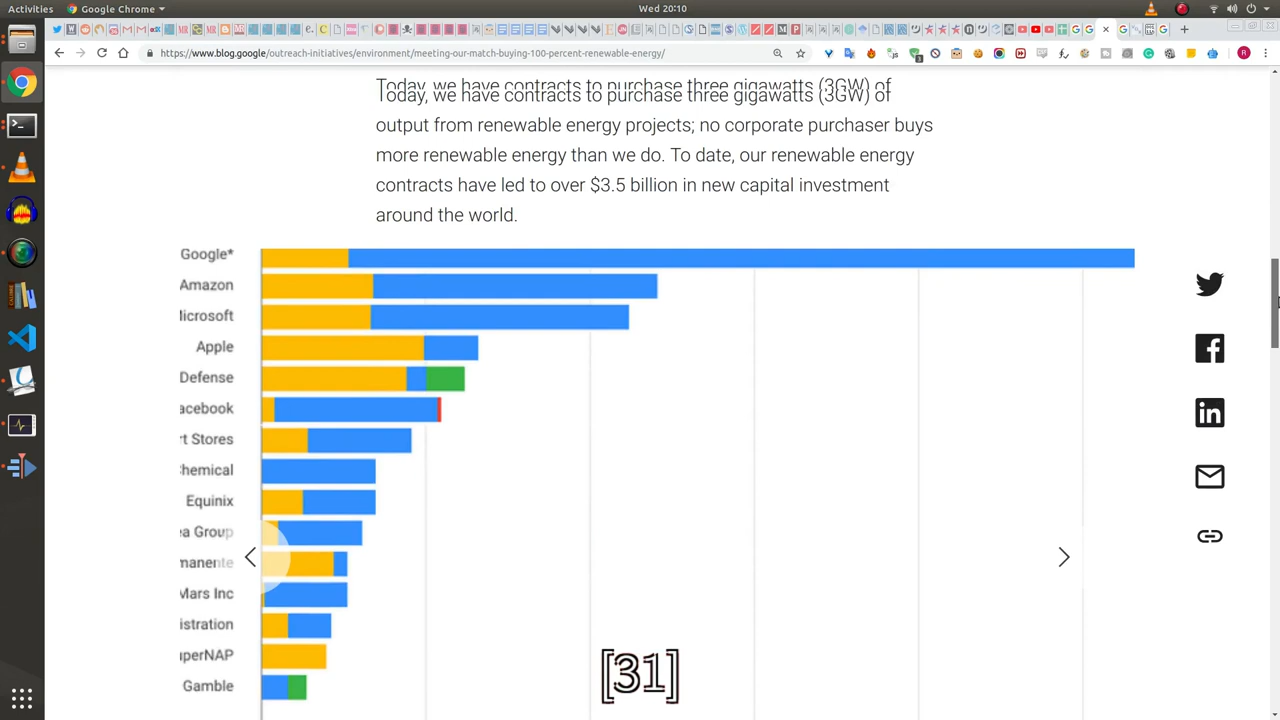 Activities
Google Chrome
Wed 20:10
https://www.blog.google/outreach-initiatives/environment/meeting-our-match-buying-100-percent-renewable-energy/
Today, we have contracts to purchase three gigawatts (3GW) of
output from renewable energy projects; no corporate purchaser buys
more renewable energy than we do. To date, our renewable energy
contracts have led to over $3.5 billion in new capital investment
around the world.
Google*
Amazon
licrosoft
Apple
Defense
acebook
rt Stores
Chemical
Equinix
ea Group
manente
Mars Inc
istration
uperNAP
Gamble
[31]